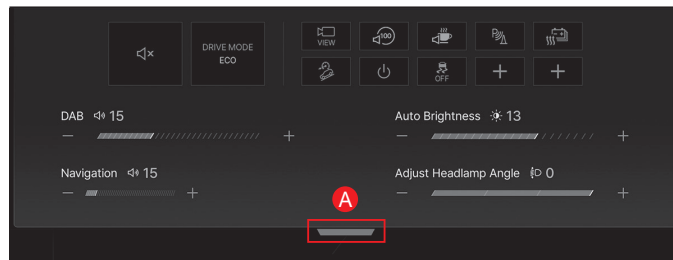 DRIVE MODE
ECO
VIEW
100
P
OFF
DAB 15
Auto Brightness 13
Navigation 15
Adjust Headlamp Angle 0
A